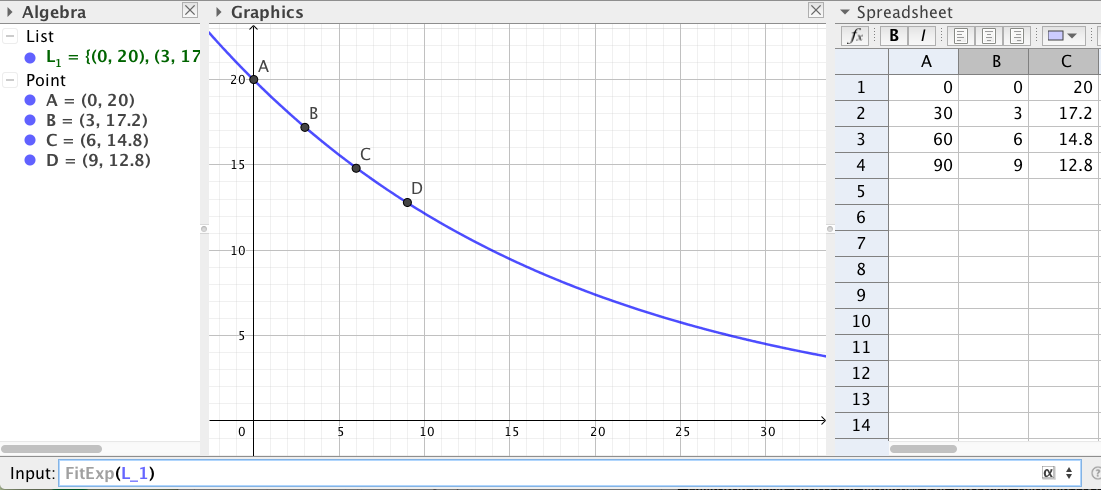 Algebra
List
L1 = {(0, 20), (3, 17
Point
A = (0, 20)
B = (3, 17.2)
C = (6, 14.8)
D = (9, 12.8)
Graphics
A
B
C
D
20
15
10
5
0 5 10 15 20 25 30
Spreadsheet
fx B I
A B C
1 0 0 20
2 30 3 17.2
3 60 6 14.8
4 90 9 12.8
5
6
7
8
9
10
11
12
13
14
Input: FitExp(L_1) α